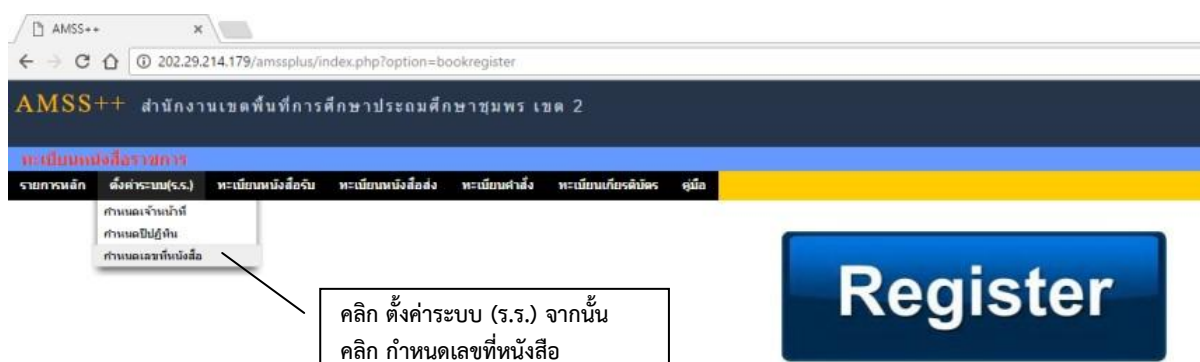 AMSS++
202.29.214.179/amssplus/index.php?option=bookregister
AMSS++ สำนักงานเขตพื้นที่การศึกษาประถมศึกษาชุมพร เขต 2
ทะเบียนหนังสือราชการ
รายการหลัก ตั้งค่าระบบ(ร.ร.) ทะเบียนหนังสือรับ ทะเบียนหนังสือส่ง ทะเบียนคำสั่ง ทะเบียนเกียรติบัตร คู่มือ
กำหนดเจ้าหน้าที่
กำหนดปีปฏิทิน
กำหนดเลขที่หนังสือ
Register
คลิก ตั้งค่าระบบ (ร.ร.) จากนั้น
คลิก กำหนดเลขที่หนังสือ